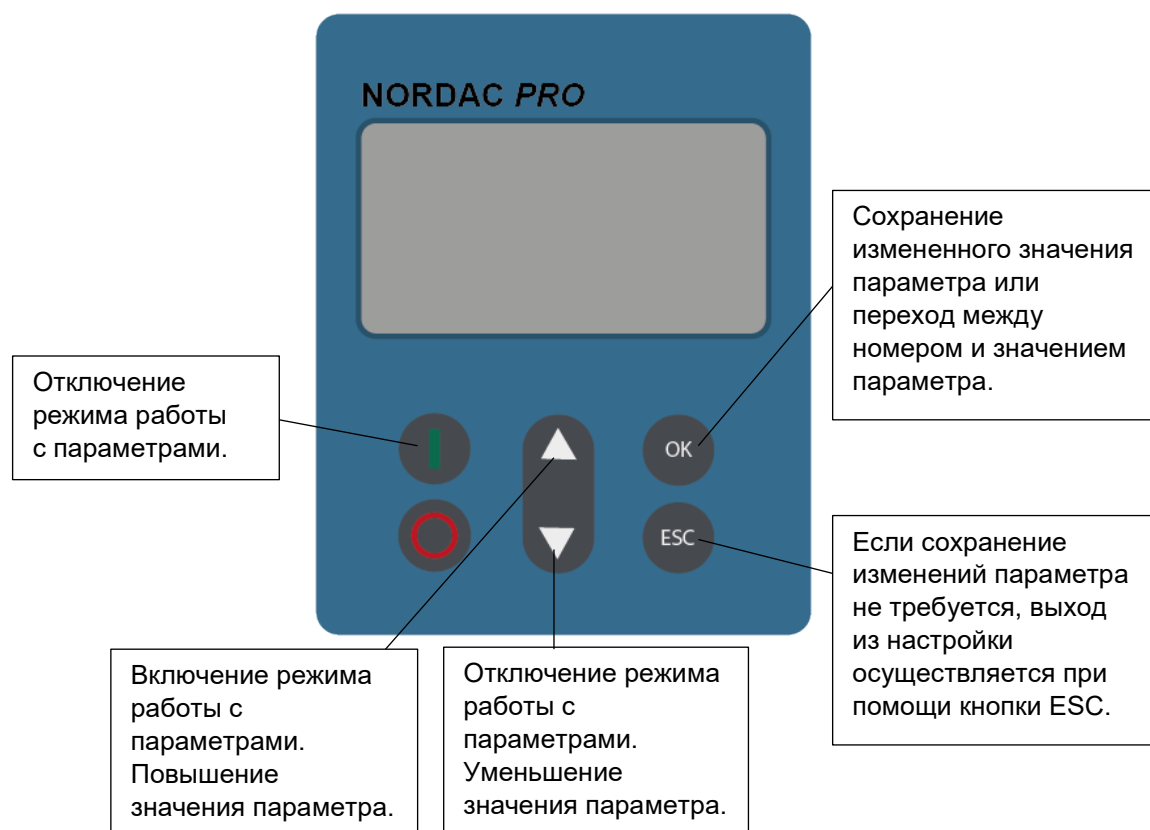 NORDAC PRO
Сохранение
измененного значения
параметра или
переход между
номером и значением
параметра.
Отключение
режима работы
с параметрами.
OK
ESC
Если сохранение
изменений параметра
не требуется, выход
из настройки
осуществляется при
помощи кнопки ESC.
Включение режима
работы с
параметрами.
Повышение
значения параметра.
Отключение режима
работы с
параметрами.
Уменьшение
значения параметра.